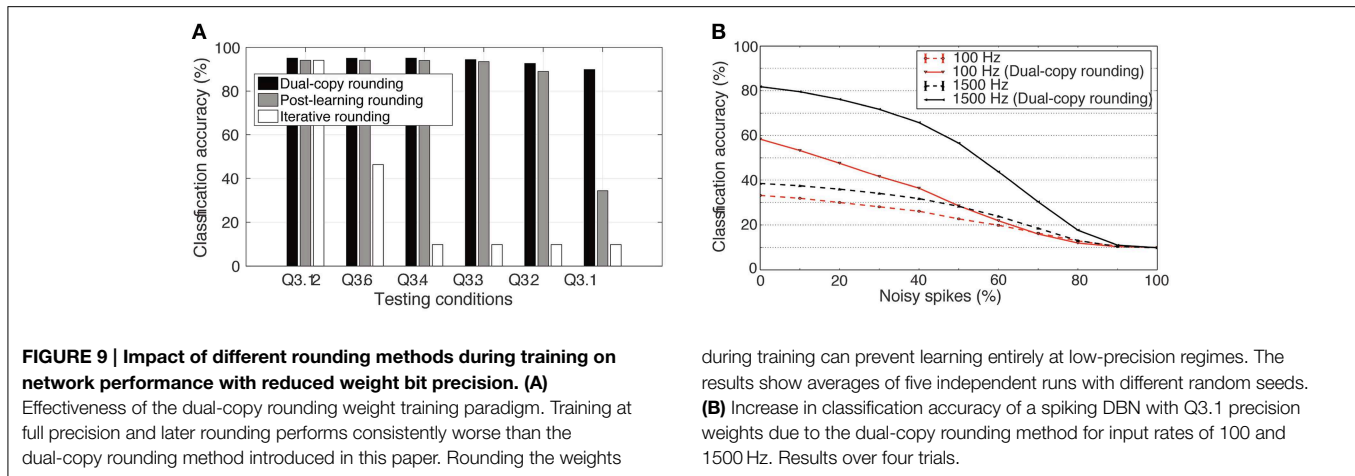 A
Classification accuracy (%)
100
80
60
40
20
0
Dual-copy rounding
Post-learning rounding
Iterative rounding
Q3.12 Q3.6 Q3.4 Q3.3 Q3.2 Q3.1
Testing conditions
B
Classification accuracy (%)
100
80
60
40
20
0
100 Hz
100 Hz (Dual-copy rounding)
1500 Hz
1500 Hz (Dual-copy rounding)
0 20 40 60 80 100
Noisy spikes (%)
FIGURE 9 | Impact of different rounding methods during training on
network performance with reduced weight bit precision. (A)
Effectiveness of the dual-copy rounding weight training paradigm. Training at
full precision and later rounding performs consistently worse than the
dual-copy rounding method introduced in this paper. Rounding the weights
during training can prevent learning entirely at low-precision regimes. The
results show averages of five independent runs with different random seeds.
(B) Increase in classification accuracy of a spiking DBN with Q3.1 precision
weights due to the dual-copy rounding method for input rates of 100 and
1500 Hz. Results over four trials.